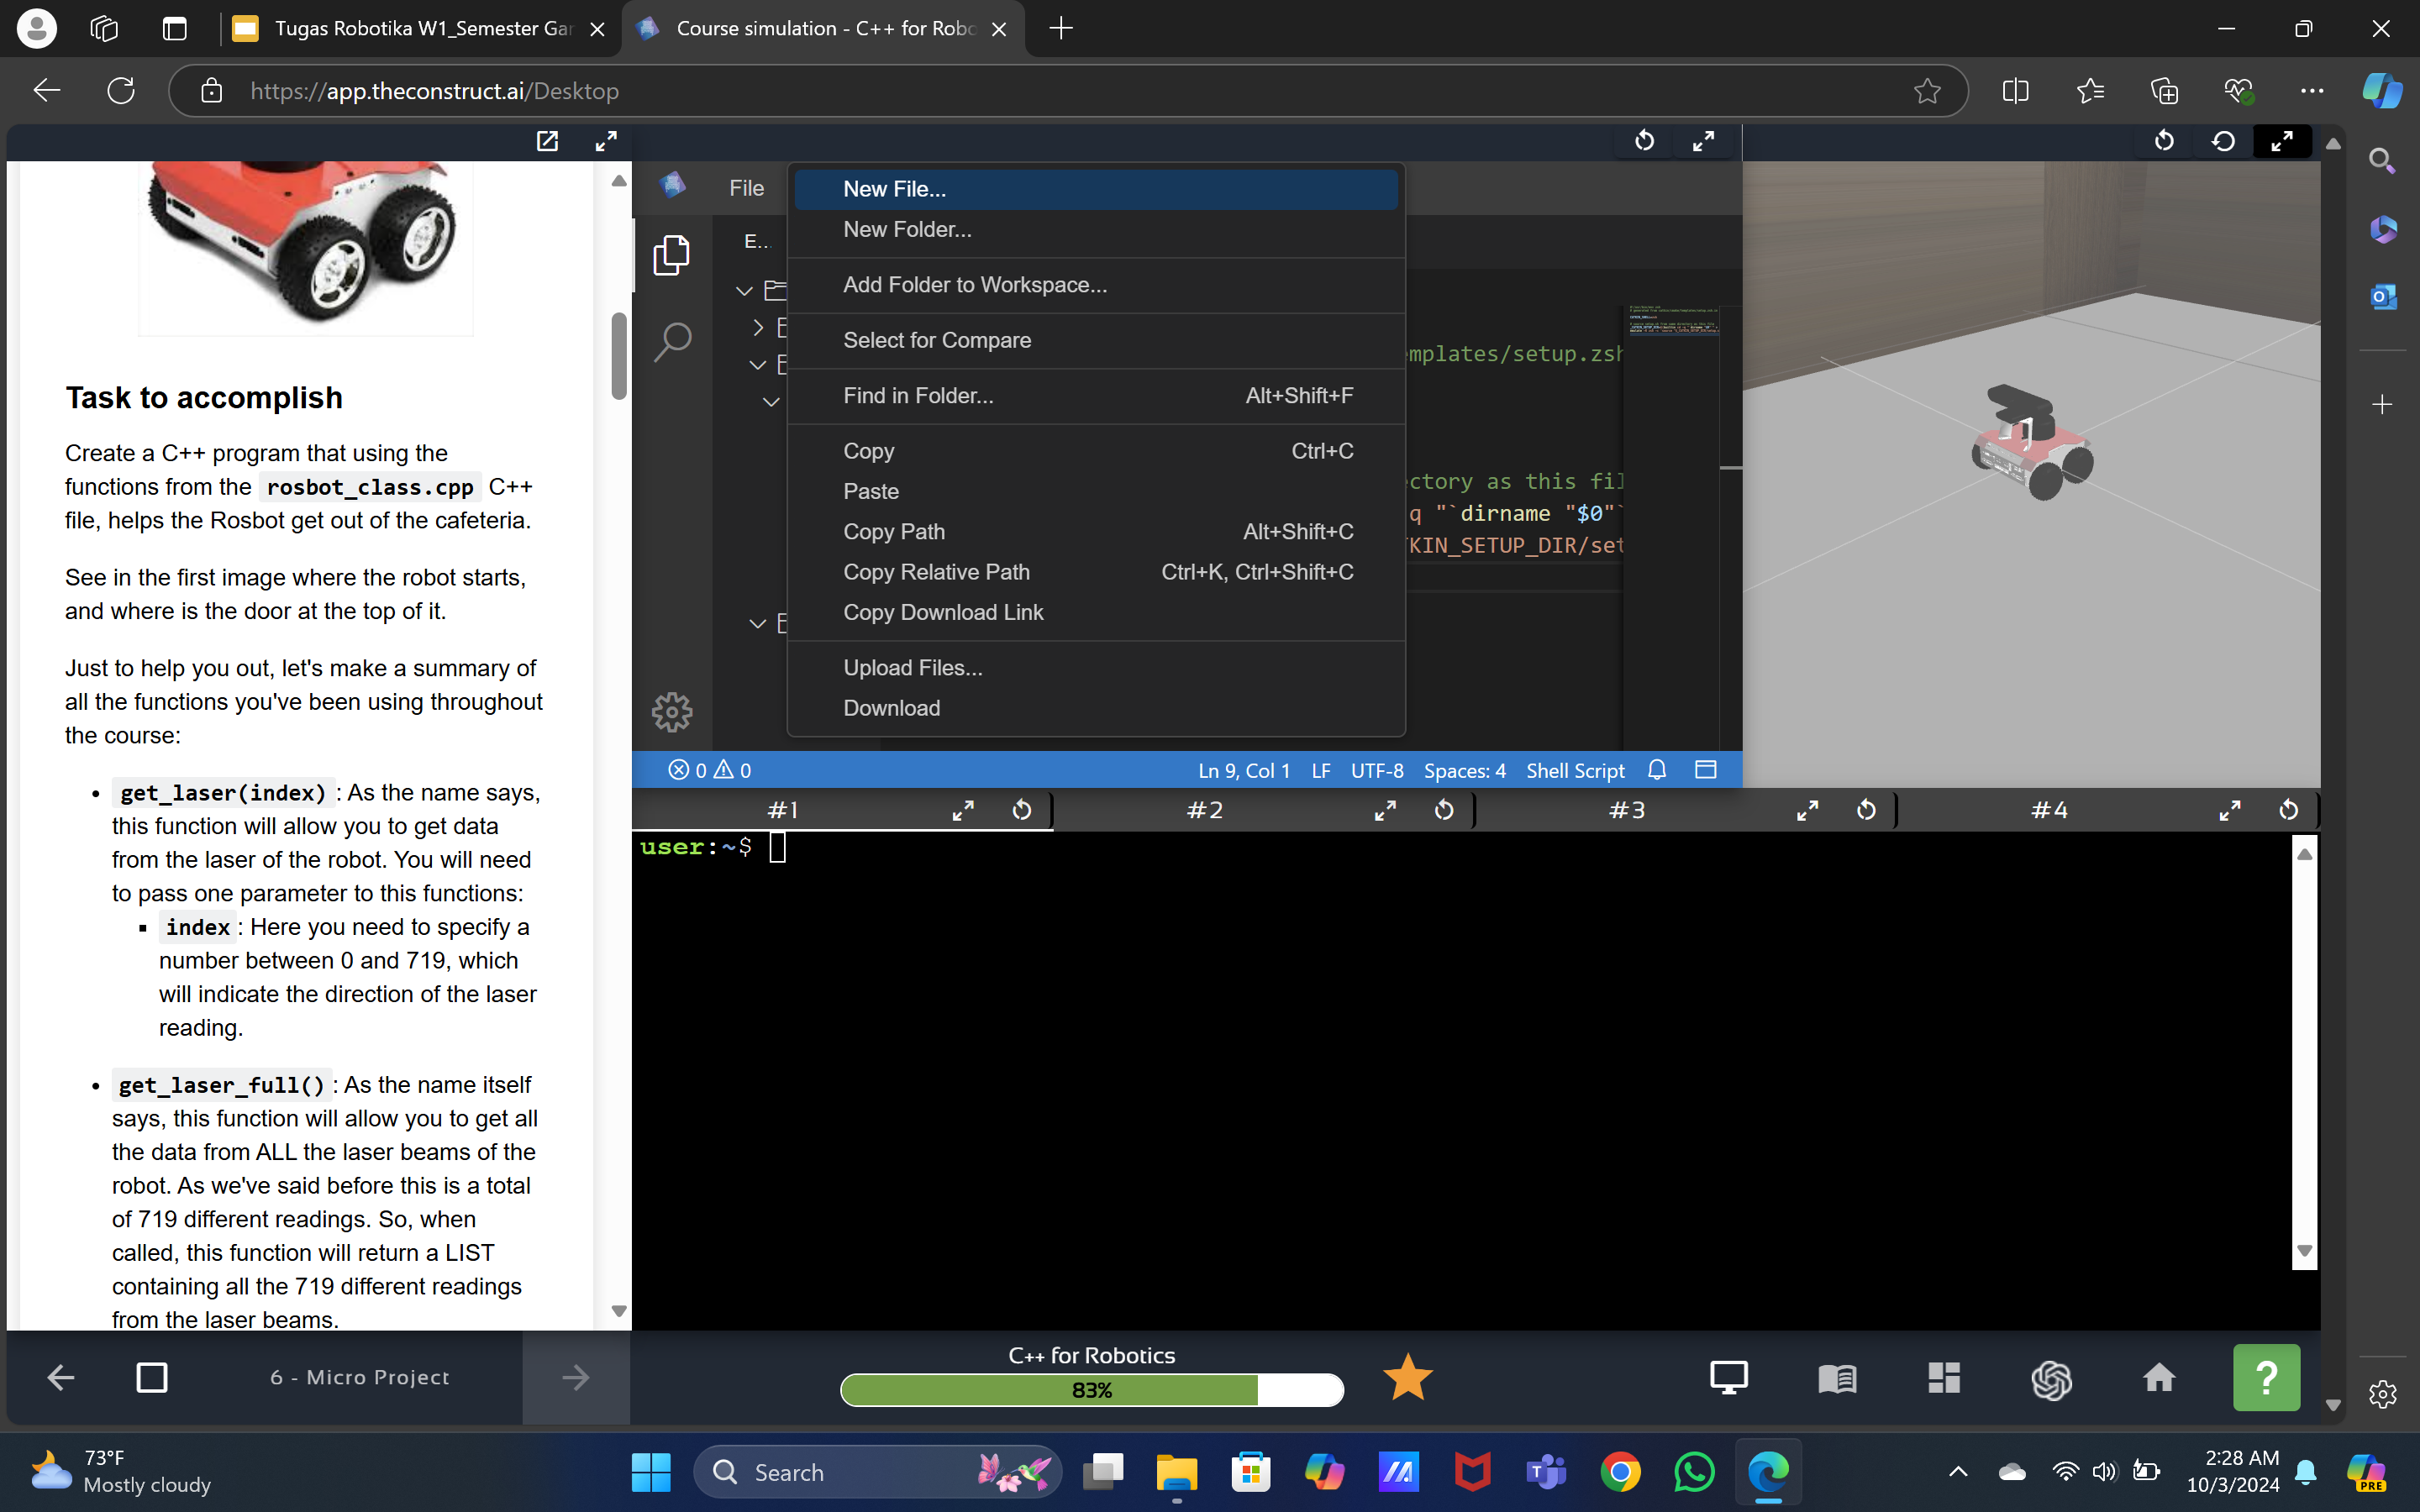 Tugas Robotika W1_Semester Gan
Course simulation - C++ for Robo
https://app.theconstruct.ai/Desktop
Task to accomplish
Create a C++ program that using the
functions from the rosbot_class.cpp C++
file, helps the Rosbot get out of the cafeteria.
See in the first image where the robot starts,
and where is the door at the top of it.
Just to help you out, let's make a summary of
all the functions you've been using throughout
the course:
get_laser(index) : As the name says,
this function will allow you to get data
from the laser of the robot. You will need
to pass one parameter to this functions:
index : Here you need to specify a
number between 0 and 719, which
will indicate the direction of the laser
reading.
get_laser_full() : As the name itself
says, this function will allow you to get all
the data from ALL the laser beams of the
robot. As we've said before this is a total
of 719 different readings. So, when
called, this function will return a LIST
containing all the 719 different readings
from the laser beams.
File
E...
New File...
New Folder...
Add Folder to Workspace...
Select for Compare
Find in Folder... Alt+Shift+F
Copy Ctrl+C
Paste
Copy Path Alt+Shift+C
Copy Relative Path Ctrl+K, Ctrl+Shift+C
Copy Download Link
Upload Files...
Download
mplates/setup.zsh
ectory as this fil
q "`dirname "$0"`
KIN_SETUP_DIR/set
0 0 Ln 9, Col 1 LF UTF-8 Spaces: 4 Shell Script
#1 #2 #3 #4
user:~$
6 - Micro Project
C++ for Robotics
83%
?
73°F
Mostly cloudy
Search
2:28 AM
10/3/2024
PRE